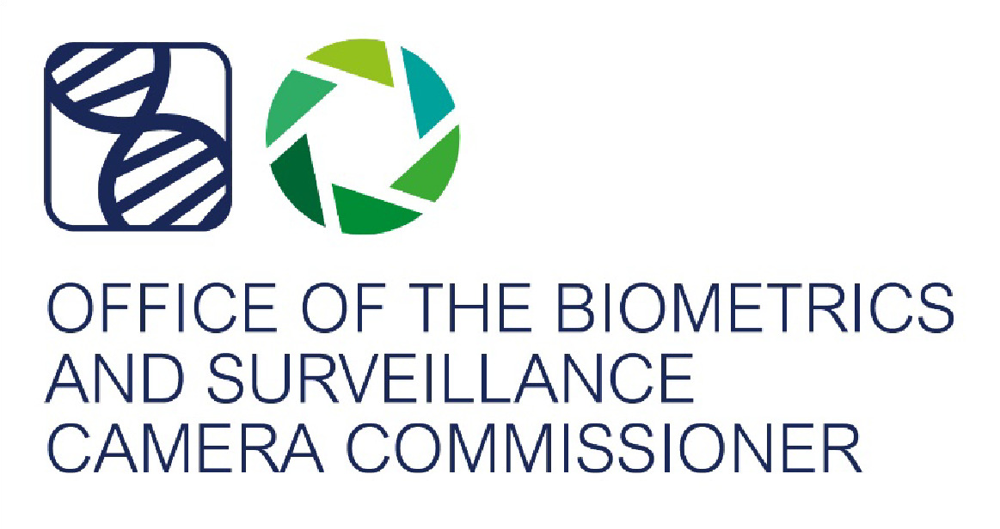 OFFICE OF THE BIOMETRICS
AND SURVEILLANCE
CAMERA COMMISSIONER